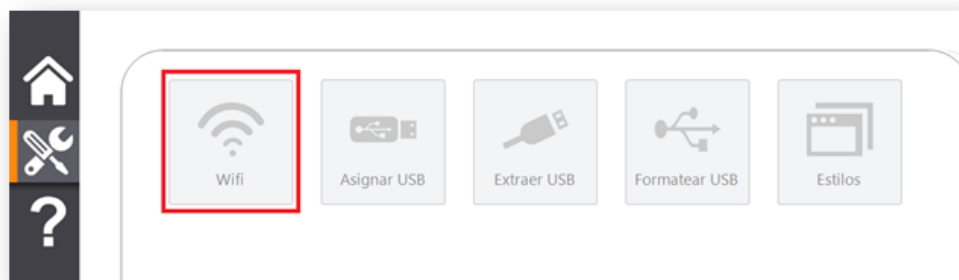 Wifi
Asignar USB
Extraer USB
Formatear USB
Estilos
?